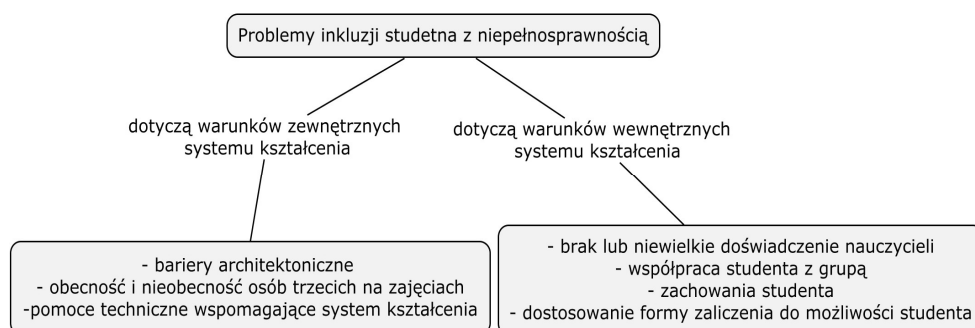 Problemy inkluzji studetna z niepełnosprawnością
dotyczą warunków zewnętrznych
systemu kształcenia
dotyczą warunków wewnętrznych
systemu kształcenia
- bariery architektoniczne
- obecność i nieobecność osób trzecich na zajęciach
-pomoce techniczne wspomagające system kształcenia
- brak lub niewielkie doświadczenie nauczycieli
- współpraca studenta z grupą
- zachowania studenta
- dostosowanie formy zaliczenia do możliwości studenta